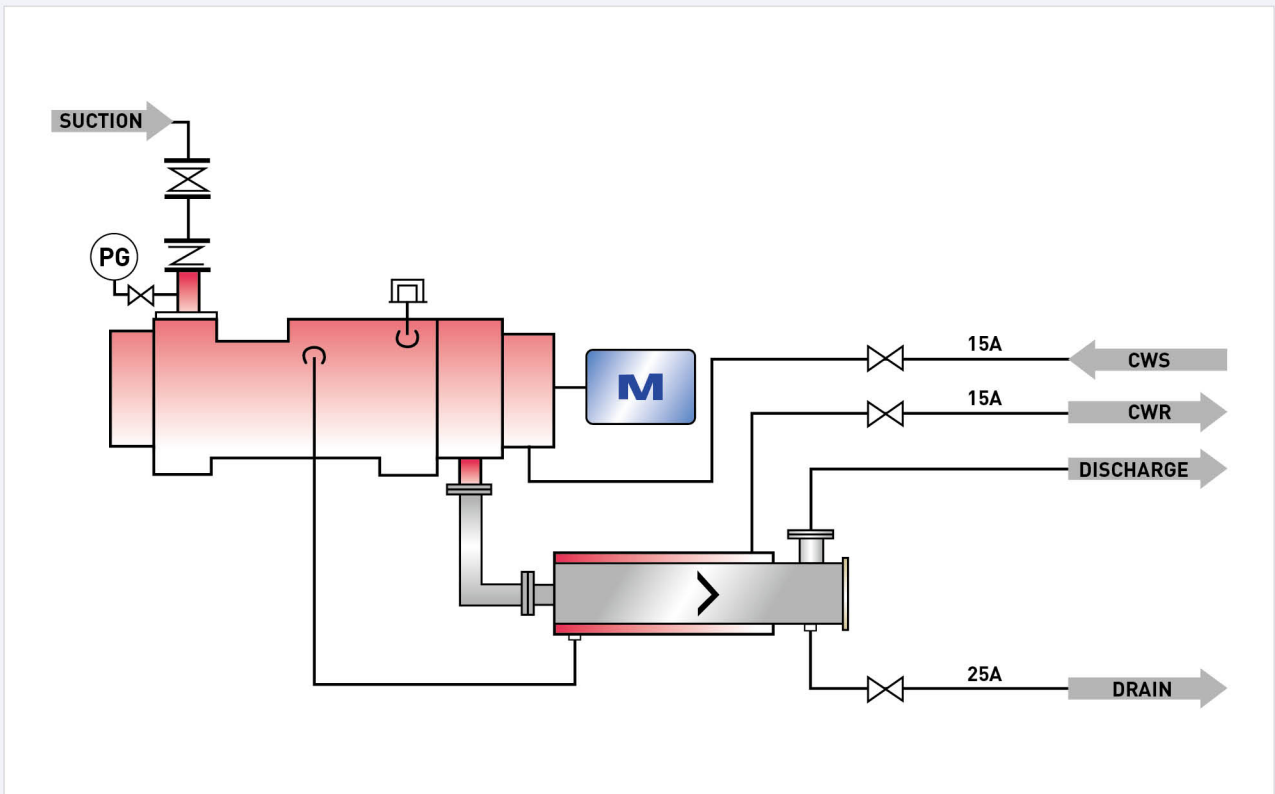 SUCTION
PG
M
15A
CWS
15A
CWR
DISCHARGE
25A
DRAIN